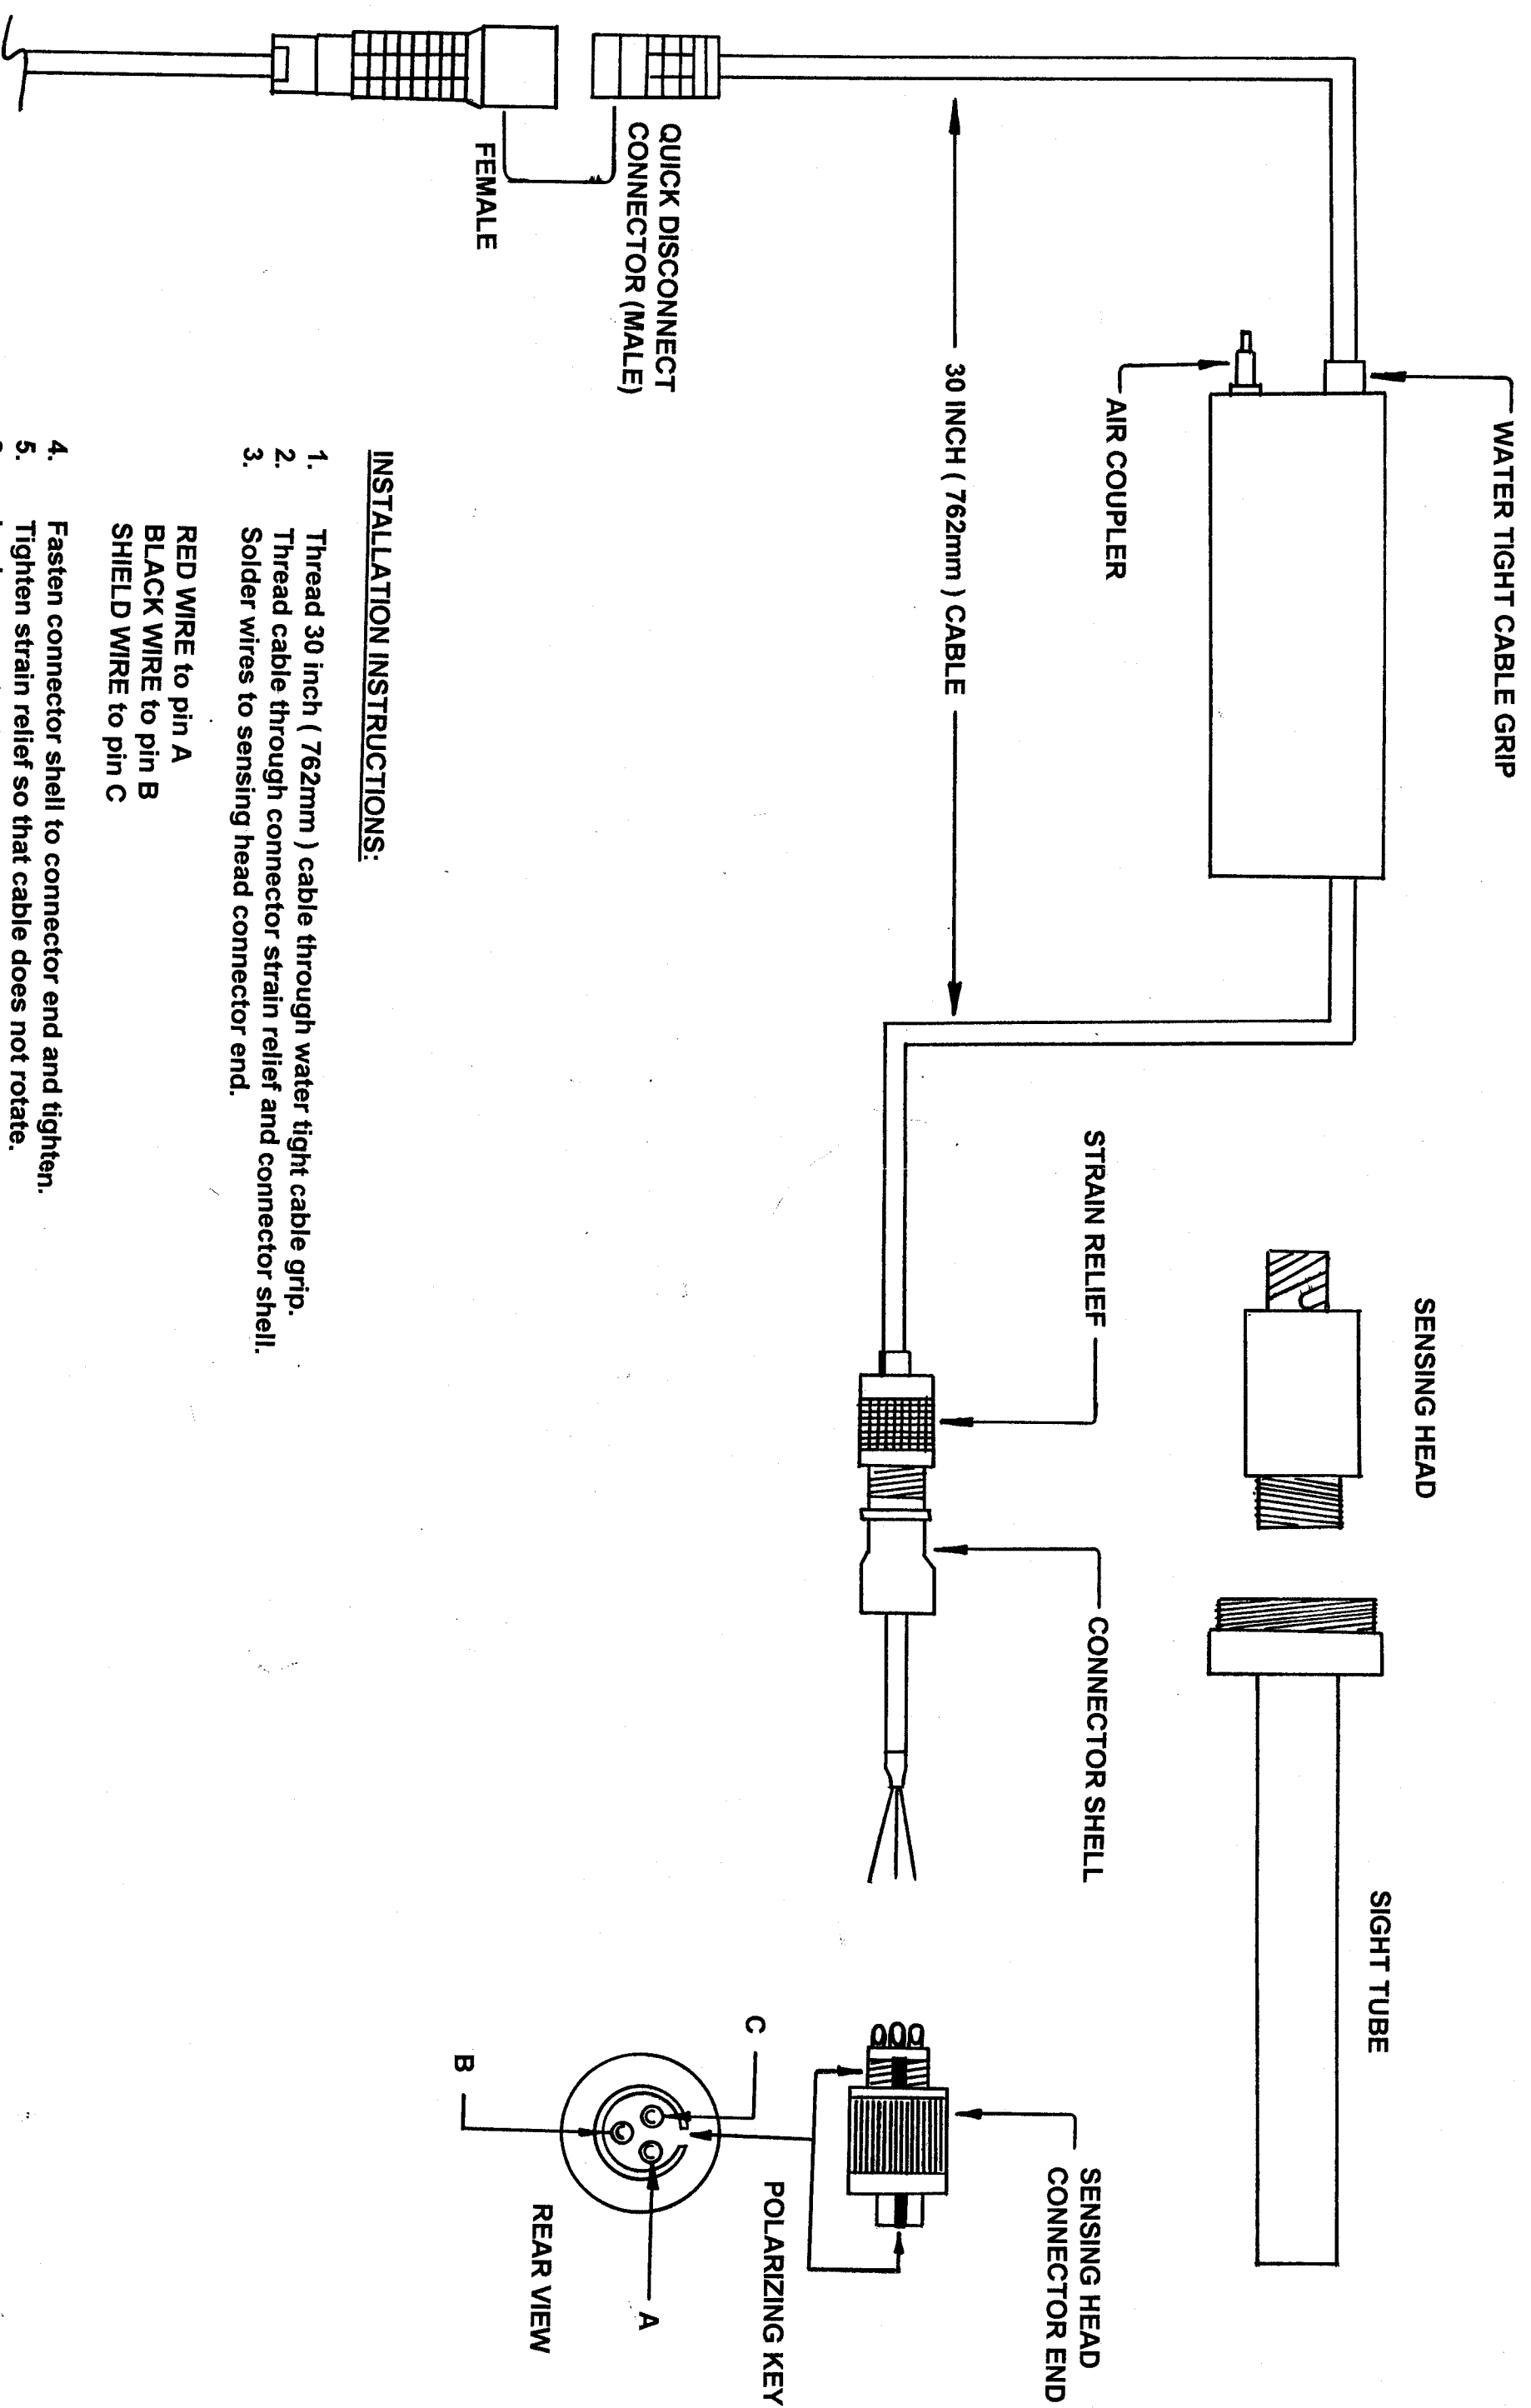 WATER TIGHT CABLE GRIP
SENSING HEAD
SIGHT TUBE
AIR COUPLER
30 INCH ( 762mm ) CABLE
STRAIN RELIEF
CONNECTOR SHELL
SENSING HEAD
CONNECTOR END
QUICK DISCONNECT
CONNECTOR (MALE)
FEMALE
POLARIZING KEY
C
B
A
REAR VIEW
INSTALLATION INSTRUCTIONS:
1. Thread 30 inch ( 762mm ) cable through water tight cable grip.
2. Thread cable through connector strain relief and connector shell.
3. Solder wires to sensing head connector end.
RED WIRE to pin A
BLACK WIRE to pin B
SHIELD WIRE to pin C
4. Fasten connector shell to connector end and tighten.
5. Tighten strain relief so that cable does not rotate.